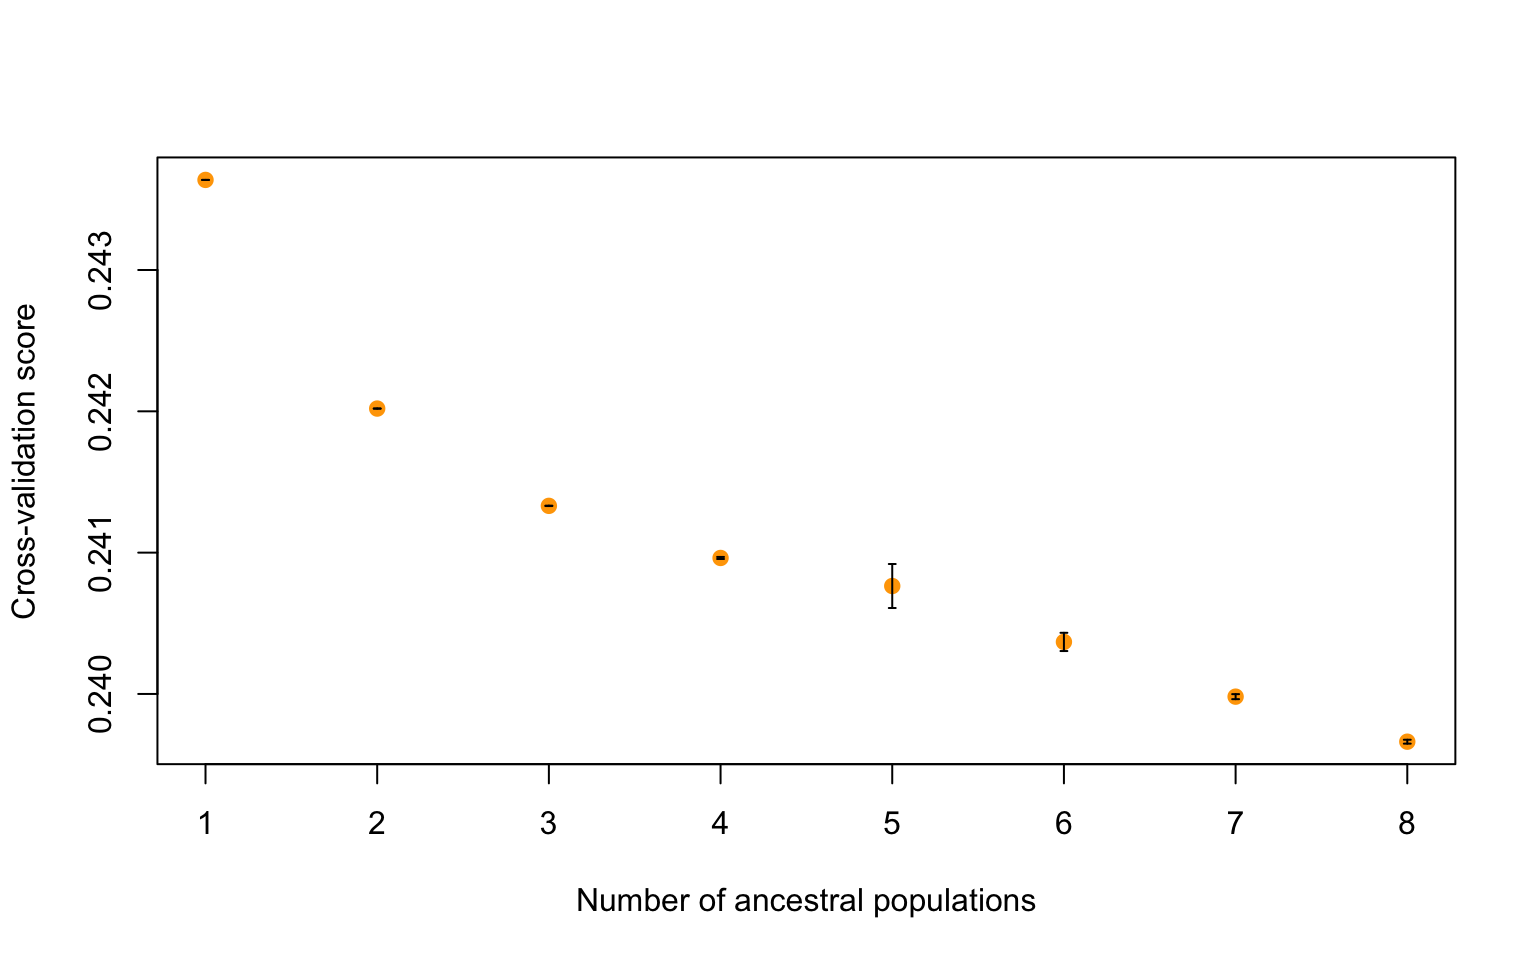 Cross-validation score
0.243
0.242
0.241
0.240
1 2 3 4 5 6 7 8
Number of ancestral populations